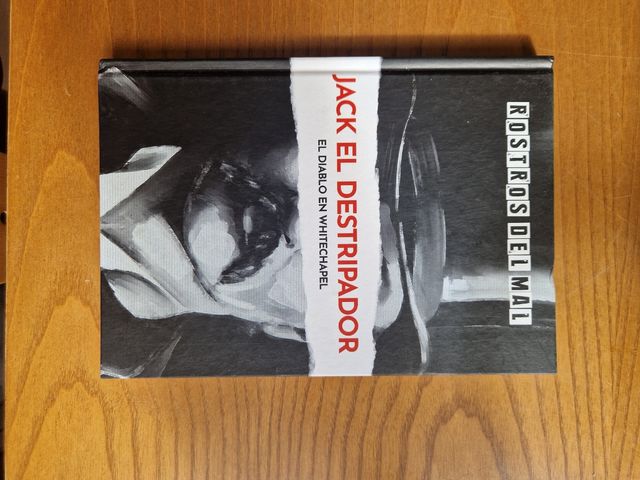 ROSTROS DEL MAL
JACK EL DESTRIPADOR
EL DIABLO EN WHITECHAPEL